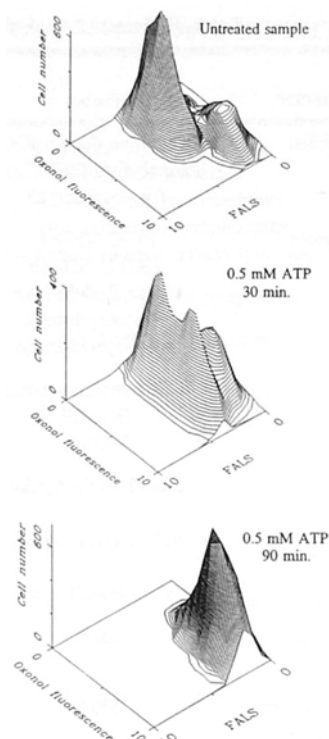 Untreated sample
Cell number
600
0
Oxonol fluorescence
10
10
FALS
0
0.5 mM ATP
30 min.
Cell number
400
0
Oxonol fluorescence
10
10
FALS
0
0.5 mM ATP
90 min.
Cell number
600
0
Oxonol fluorescence
10
FALS
0